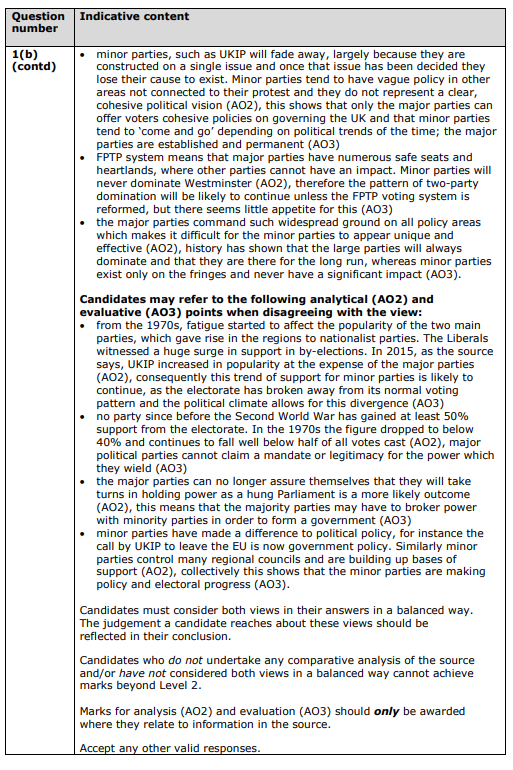 Question number
Indicative content
1(b) (contd)
• minor parties, such as UKIP will fade away, largely because they are
constructed on a single issue and once that issue has been decided they
lose their cause to exist. Minor parties tend to have vague policy in other
areas not connected to their protest and they do not represent a clear,
cohesive political vision (AO2), this shows that only the major parties can
offer voters cohesive policies on governing the UK and that minor parties
tend to ‘come and go’ depending on political trends of the time; the major
parties are established and permanent (AO3)
• FPTP system means that major parties have numerous safe seats and
heartlands, where other parties cannot have an impact. Minor parties will
never dominate Westminster (AO2), therefore the pattern of two-party
domination will be likely to continue unless the FPTP voting system is
reformed, but there seems little appetite for this (AO3)
• the major parties command such widespread ground on all policy areas
which makes it difficult for the minor parties to appear unique and
effective (AO2), history has shown that the large parties will always
dominate and that they are there for the long run, whereas minor parties
exist only on the fringes and never have a significant impact (AO3).
Candidates may refer to the following analytical (AO2) and
evaluative (AO3) points when disagreeing with the view:
• from the 1970s, fatigue started to affect the popularity of the two main
parties, which gave rise in the regions to nationalist parties. The Liberals
witnessed a huge surge in support in by-elections. In 2015, as the source
says, UKIP increased in popularity at the expense of the major parties
(AO2), consequently this trend of support for minor parties is likely to
continue, as the electorate has broken away from its normal voting
pattern and the political climate allows for this divergence (AO3)
• no party since before the Second World War has gained at least 50%
support from the electorate. In the 1970s the figure dropped to below
40% and continues to fall well below half of all votes cast (AO2), major
political parties cannot claim a mandate or legitimacy for the power which
they wield (AO3)
• the major parties can no longer assure themselves that they will take
turns in holding power as a hung Parliament is a more likely outcome
(AO2), this means that the majority parties may have to broker power
with minority parties in order to form a government (AO3)
• minor parties have made a difference to political policy, for instance the
call by UKIP to leave the EU is now government policy. Similarly minor
parties control many regional councils and are building up bases of
support (AO2), collectively this shows that the minor parties are making
policy and electoral progress (AO3).
Candidates must consider both views in their answers in a balanced way.
The judgement a candidate reaches about these views should be
reflected in their conclusion.
Candidates who do not undertake any comparative analysis of the source
and/or have not considered both views in a balanced way cannot achieve
marks beyond Level 2.
Marks for analysis (AO2) and evaluation (AO3) should only be awarded
where they relate to information in the source.
Accept any other valid responses.